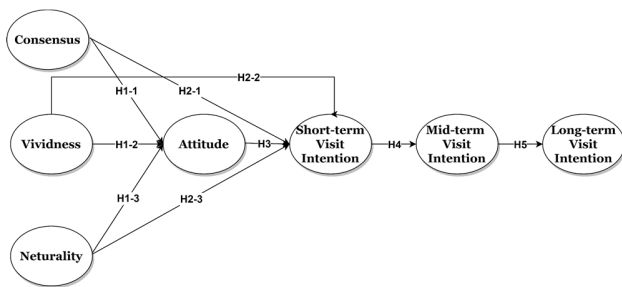 Consensus
H2-2
H1-1
H2-1
Vividness
H1-2
Attitude
H3
Short-term
Visit
Intention
H4
Mid-term
Visit
Intention
H5
Long-term
Visit
Intention
H1-3
H2-3
Neturality